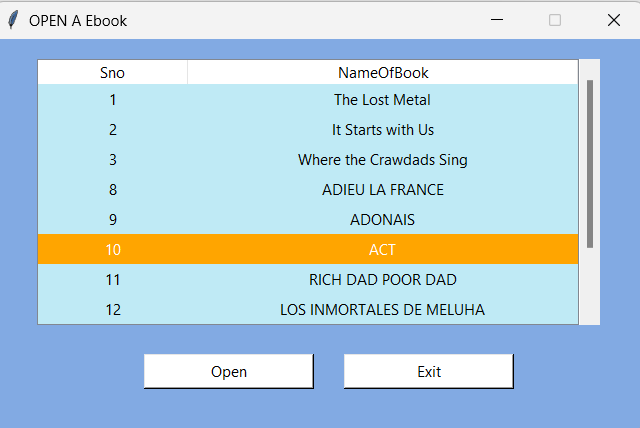 OPEN A Ebook
Sno NameOfBook
1 The Lost Metal
2 It Starts with Us
3 Where the Crawdads Sing
8 ADIEU LA FRANCE
9 ADONAIS
10 ACT
11 RICH DAD POOR DAD
12 LOS INMORTALES DE MELUHA
Open Exit